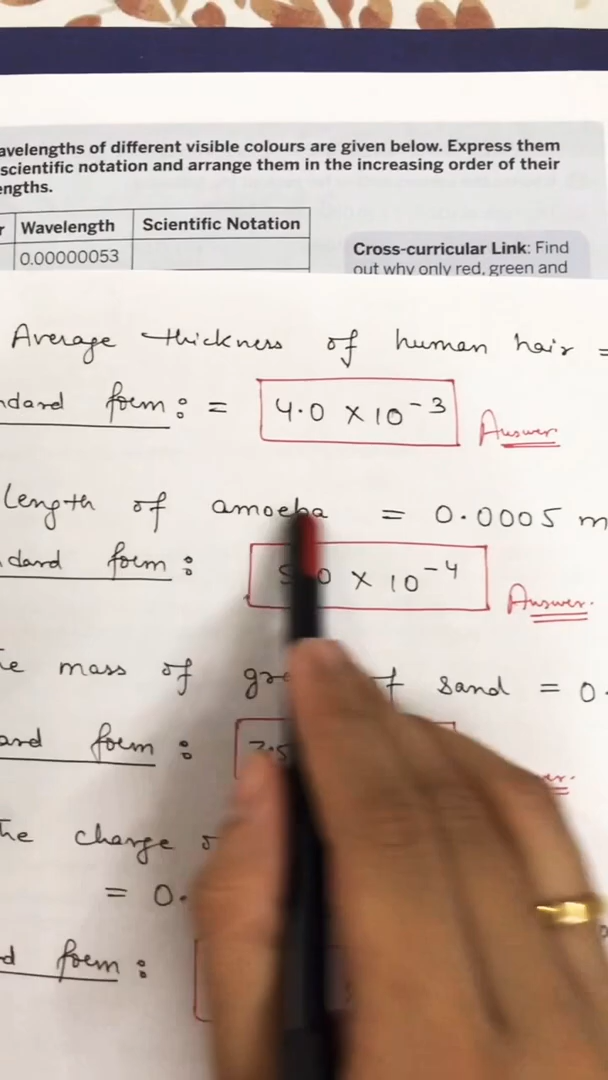 avelengths of different visible colours are given below. Express them
scientific notation and arrange them in the increasing order of their
engths.
r Wavelength Scientific Notation
0.00000053
Cross-curricular Link: Find
out why only red, green and
Average thickness of human hair =
ndard form: = 4.0 × 10⁻³ Answer
length of amoeba = 0.0005 m
dard form: × 10⁻⁴ Answer.
e mass of of sand = 0.
ard form:
he charge
= 0.
d form: